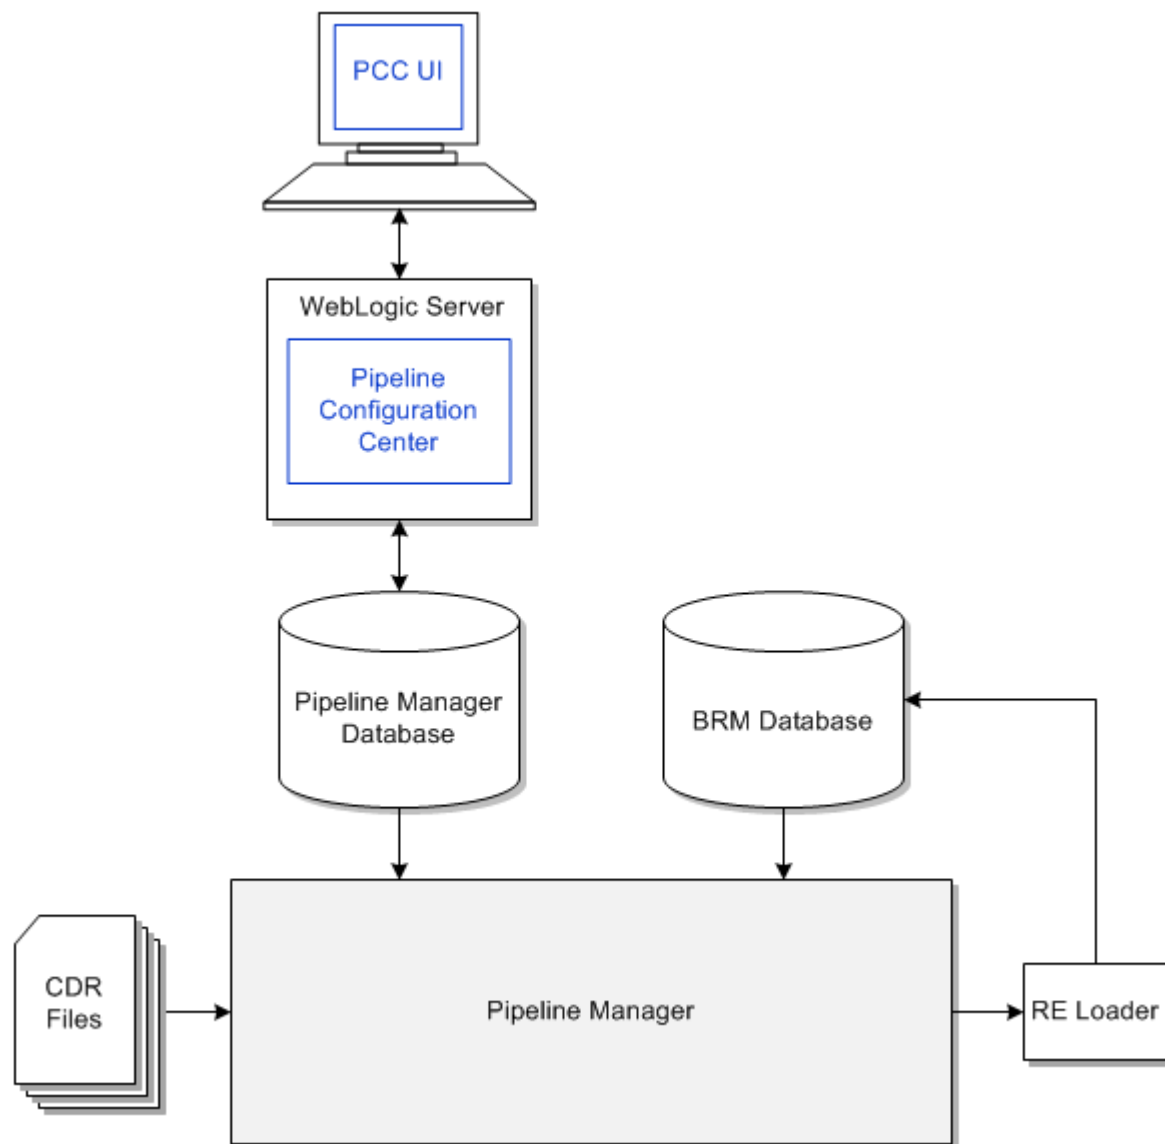 PCC UI
WebLogic Server
Pipeline
Configuration
Center
Pipeline Manager
Database
BRM Database
CDR
Files
Pipeline Manager
RE Loader